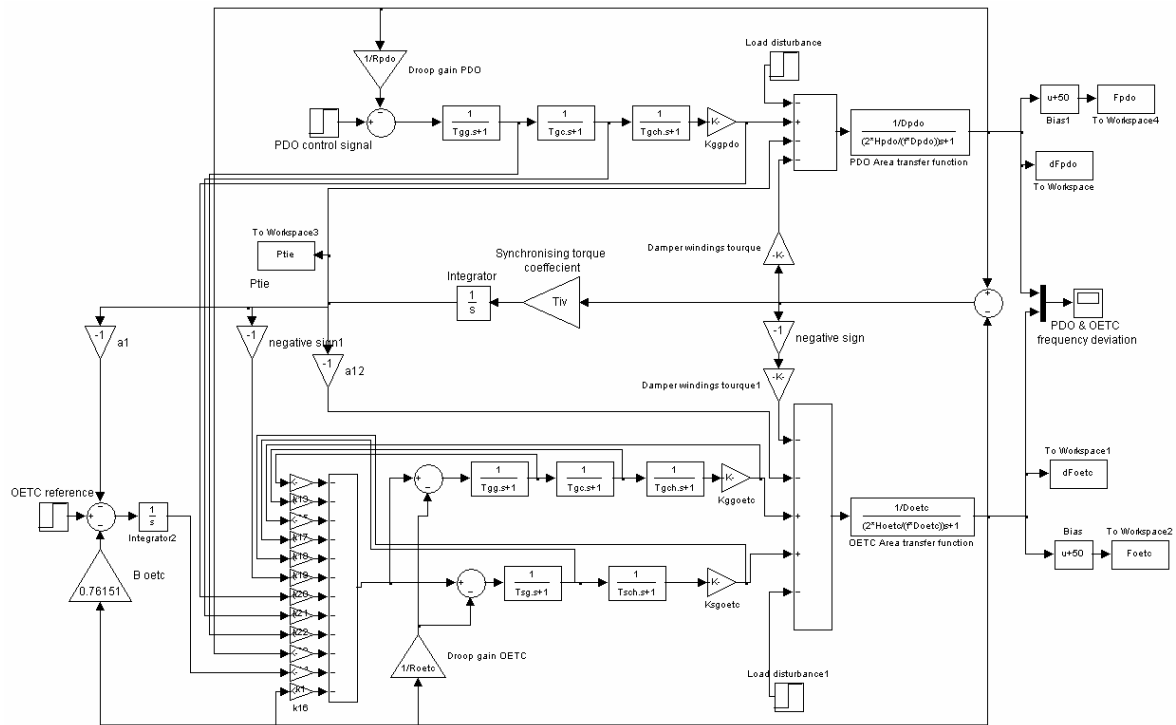 Load disturbance
1/Rpdo
Droop gain PDO
PDO control signal
1
Tgg.s+1
1
Tgc.s+1
1
Tgch.s+1
K-
Kggpdo
1/Dpdo
(2*Hpdo/(f*Dpdo))s+1
PDO Area transfer function
u+50
Bias1
Fpdo
To Workspace4
dFpdo
To Workspace
To Workspace3
Ptie
Ptie
Synchronising torque
coeffecient
Integrator
1
s
Tiv
Damper windings tourque
-K-
PDO & OETC
frequency deviation
-1
a1
-1
negative sign1
-1
a12
-1
negative sign
-K-
Damper windings tourque1
OETC reference
1
s
Integrator2
B oetc
0.76151
k17
k18
k19
k20
k21
k22
k1
k16
1
Tgg.s+1
1
Tgc.s+1
1
Tgch.s+1
K-
Kggoetc
1
Tsg.s+1
1
Tsch.s+1
K-
Ksgoetc
1/Roetc
Droop gain OETC
Load disturbance1
1/Doetc
(2*Hoetc/(f*Doetc))s+1
OETC Area transfer function
To Workspace1
dFoetc
Bias
u+50
To Workspace2
Foetc